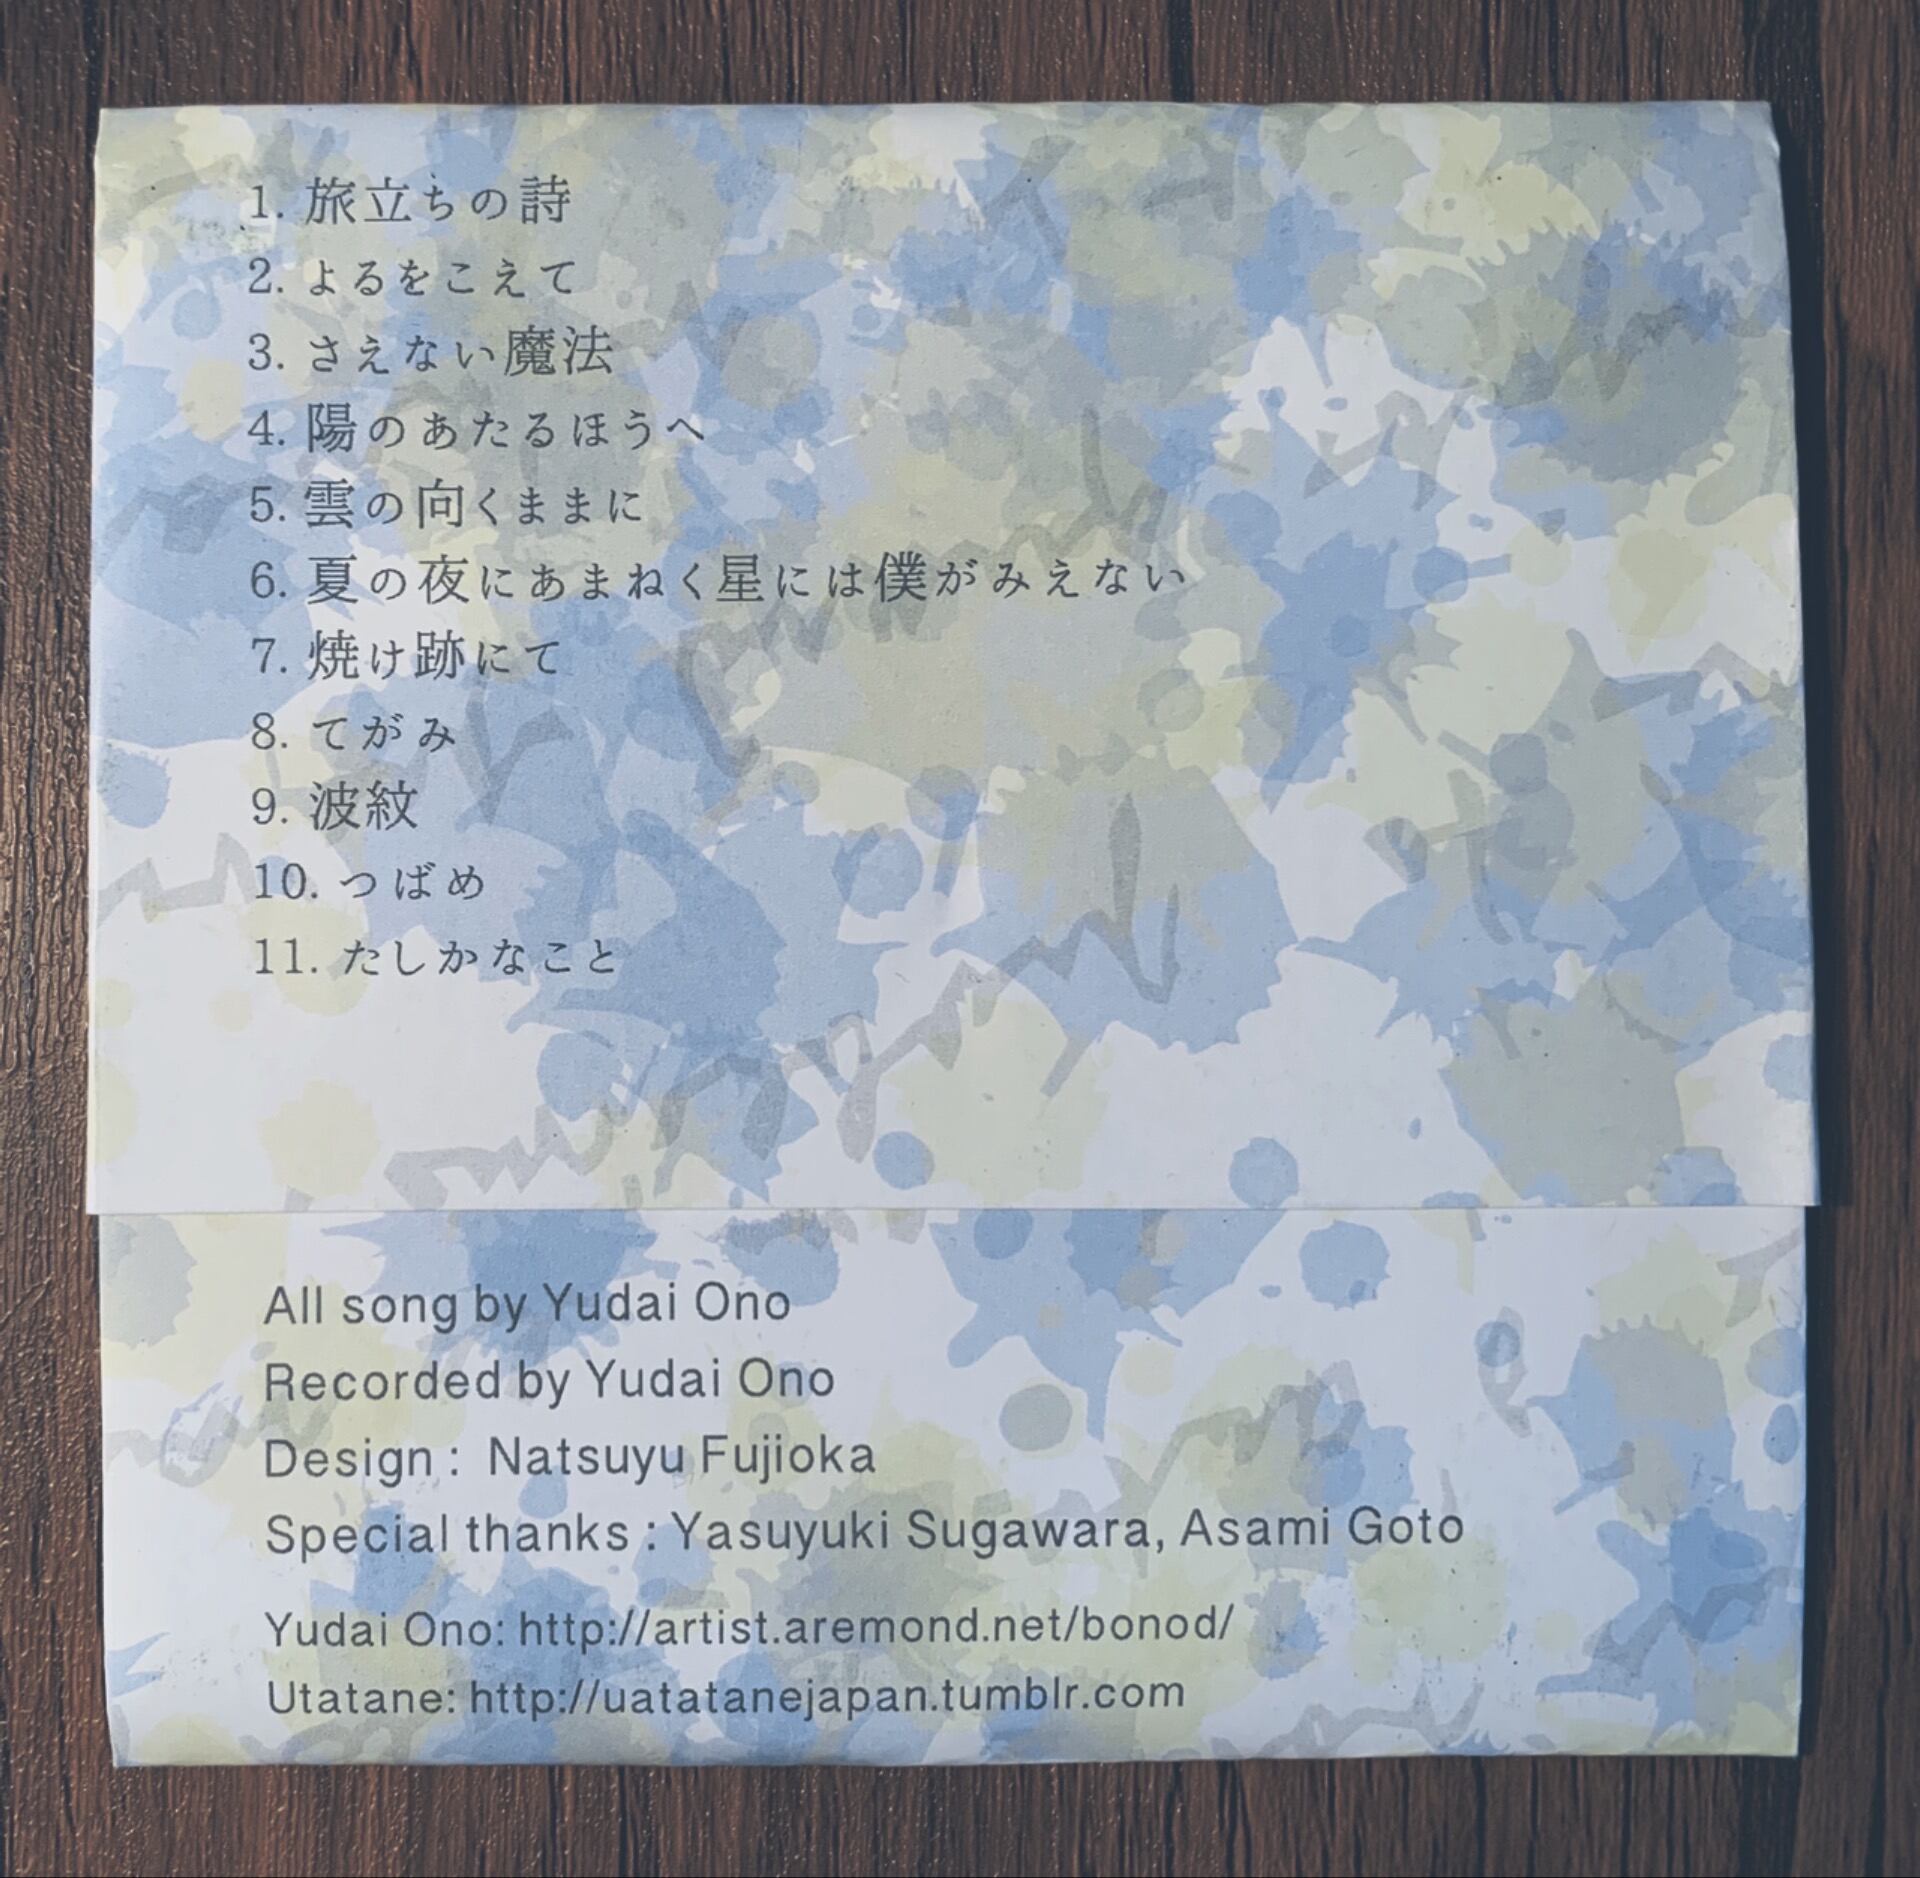 1. 旅立ちの詩
2. よるをこえて
3. さえない魔法
4. 陽のあたるほうへ
5. 雲の向くままに
6. 夏の夜にあまねく星には僕がみえない
7. 焼け跡にて
8. てがみ
9. 波紋
10. つばめ
11. たしかなこと
All song by Yudai Ono
Recorded by Yudai Ono
Design : Natsuyu Fujioka
Special thanks : Yasuyuki Sugawara, Asami Goto
Yudai Ono: http://artist.aremond.net/bonod/
Utatane: http://uatatanejapan.tumblr.com